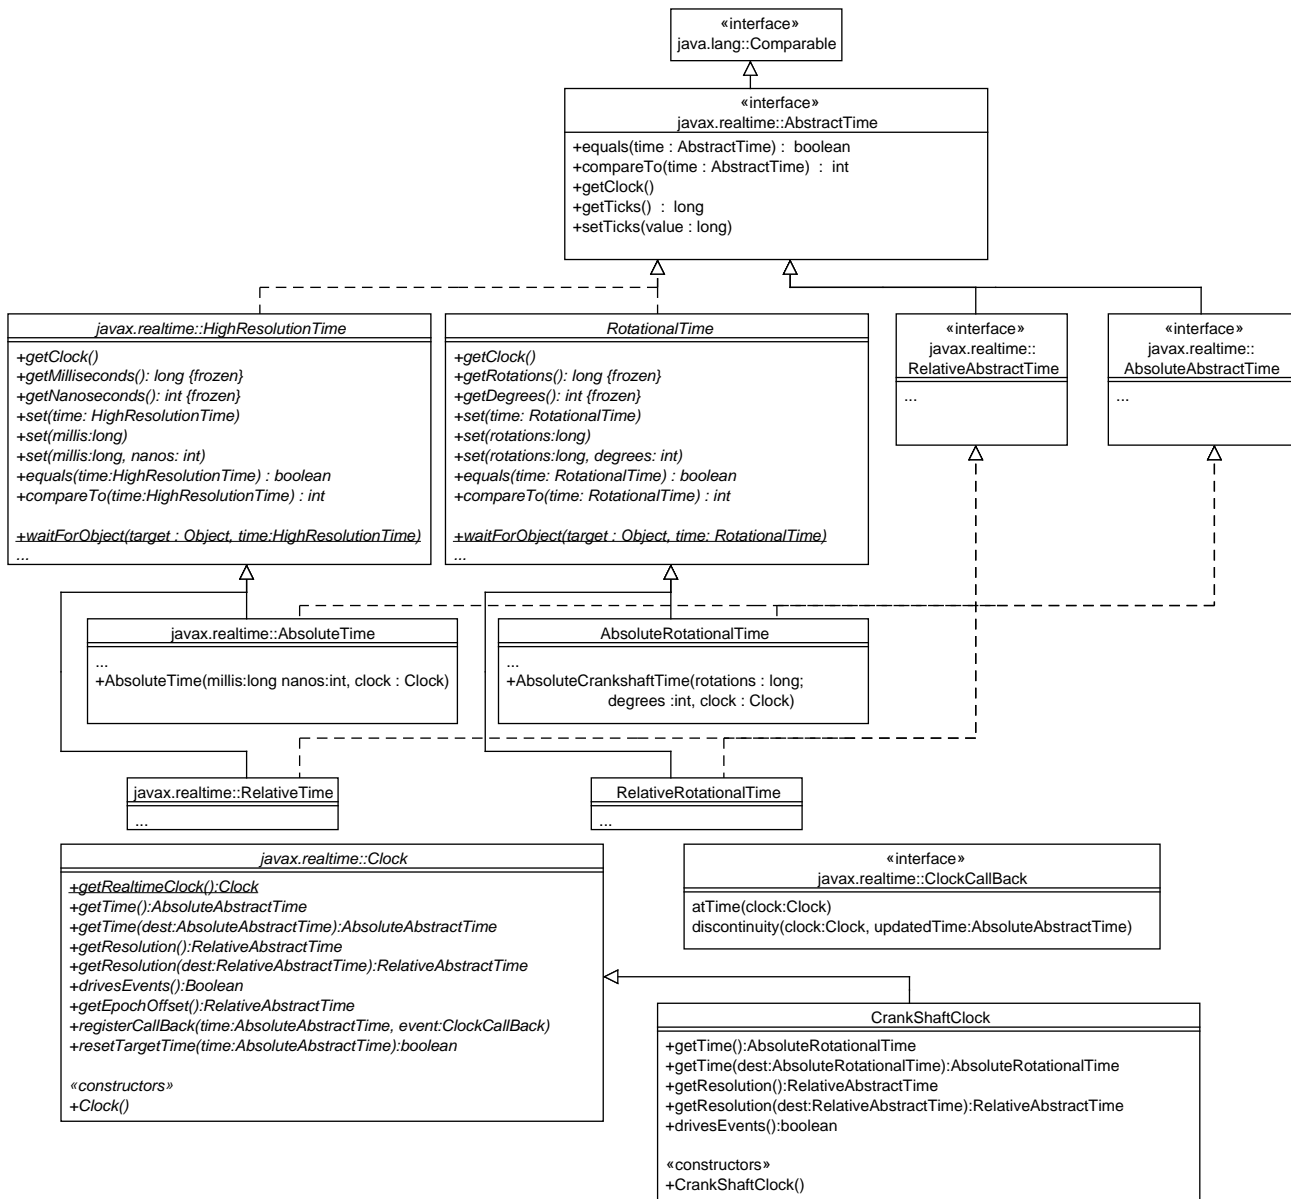 «interface»
java.lang::Comparable
«interface»
javax.realtime::AbstractTime
+equals(time : AbstractTime) : boolean
+compareTo(time : AbstractTime) : int
+getClock()
+getTicks() : long
+setTicks(value : long)
javax.realtime::HighResolutionTime
+getClock()
+getMilliseconds(): long {frozen}
+getNanoseconds(): int {frozen}
+set(time: HighResolutionTime)
+set(millis:long)
+set(millis:long, nanos: int)
+equals(time:HighResolutionTime) : boolean
+compareTo(time:HighResolutionTime) : int
+waitForObject(target : Object, time:HighResolutionTime)
...
RotationalTime
+getClock()
+getRotations(): long {frozen}
+getDegrees(): int {frozen}
+set(time: RotationalTime)
+set(rotations:long)
+set(rotations:long, degrees: int)
+equals(time: RotationalTime) : boolean
+compareTo(time: RotationalTime) : int
+waitForObject(target : Object, time: RotationalTime)
...
«interface»
javax.realtime::
RelativeAbstractTime
...
«interface»
javax.realtime::
AbsoluteAbstractTime
...
javax.realtime::AbsoluteTime
...
+AbsoluteTime(millis:long nanos:int, clock : Clock)
AbsoluteRotationalTime
...
+AbsoluteCrankshaftTime(rotations : long;
degrees :int, clock : Clock)
javax.realtime::RelativeTime
...
RelativeRotationalTime
...
javax.realtime::Clock
+getRealtimeClock():Clock
+getTime():AbsoluteAbstractTime
+getTime(dest:AbsoluteAbstractTime):AbsoluteAbstractTime
+getResolution():RelativeAbstractTime
+getResolution(dest:RelativeAbstractTime):RelativeAbstractTime
+drivesEvents():Boolean
+getEpochOffset():RelativeAbstractTime
+registerCallBack(time:AbsoluteAbstractTime, event:ClockCallBack)
+resetTargetTime(time:AbsoluteAbstractTime):boolean
«constructors»
+Clock()
«interface»
javax.realtime::ClockCallBack
atTime(clock:Clock)
discontinuity(clock:Clock, updatedTime:AbsoluteAbstractTime)
CrankShaftClock
+getTime():AbsoluteRotationalTime
+getTime(dest:AbsoluteRotationalTime):AbsoluteRotationalTime
+getResolution():RelativeAbstractTime
+getResolution(dest:RelativeAbstractTime):RelativeAbstractTime
+drivesEvents():boolean
«constructors»
+CrankShaftClock()